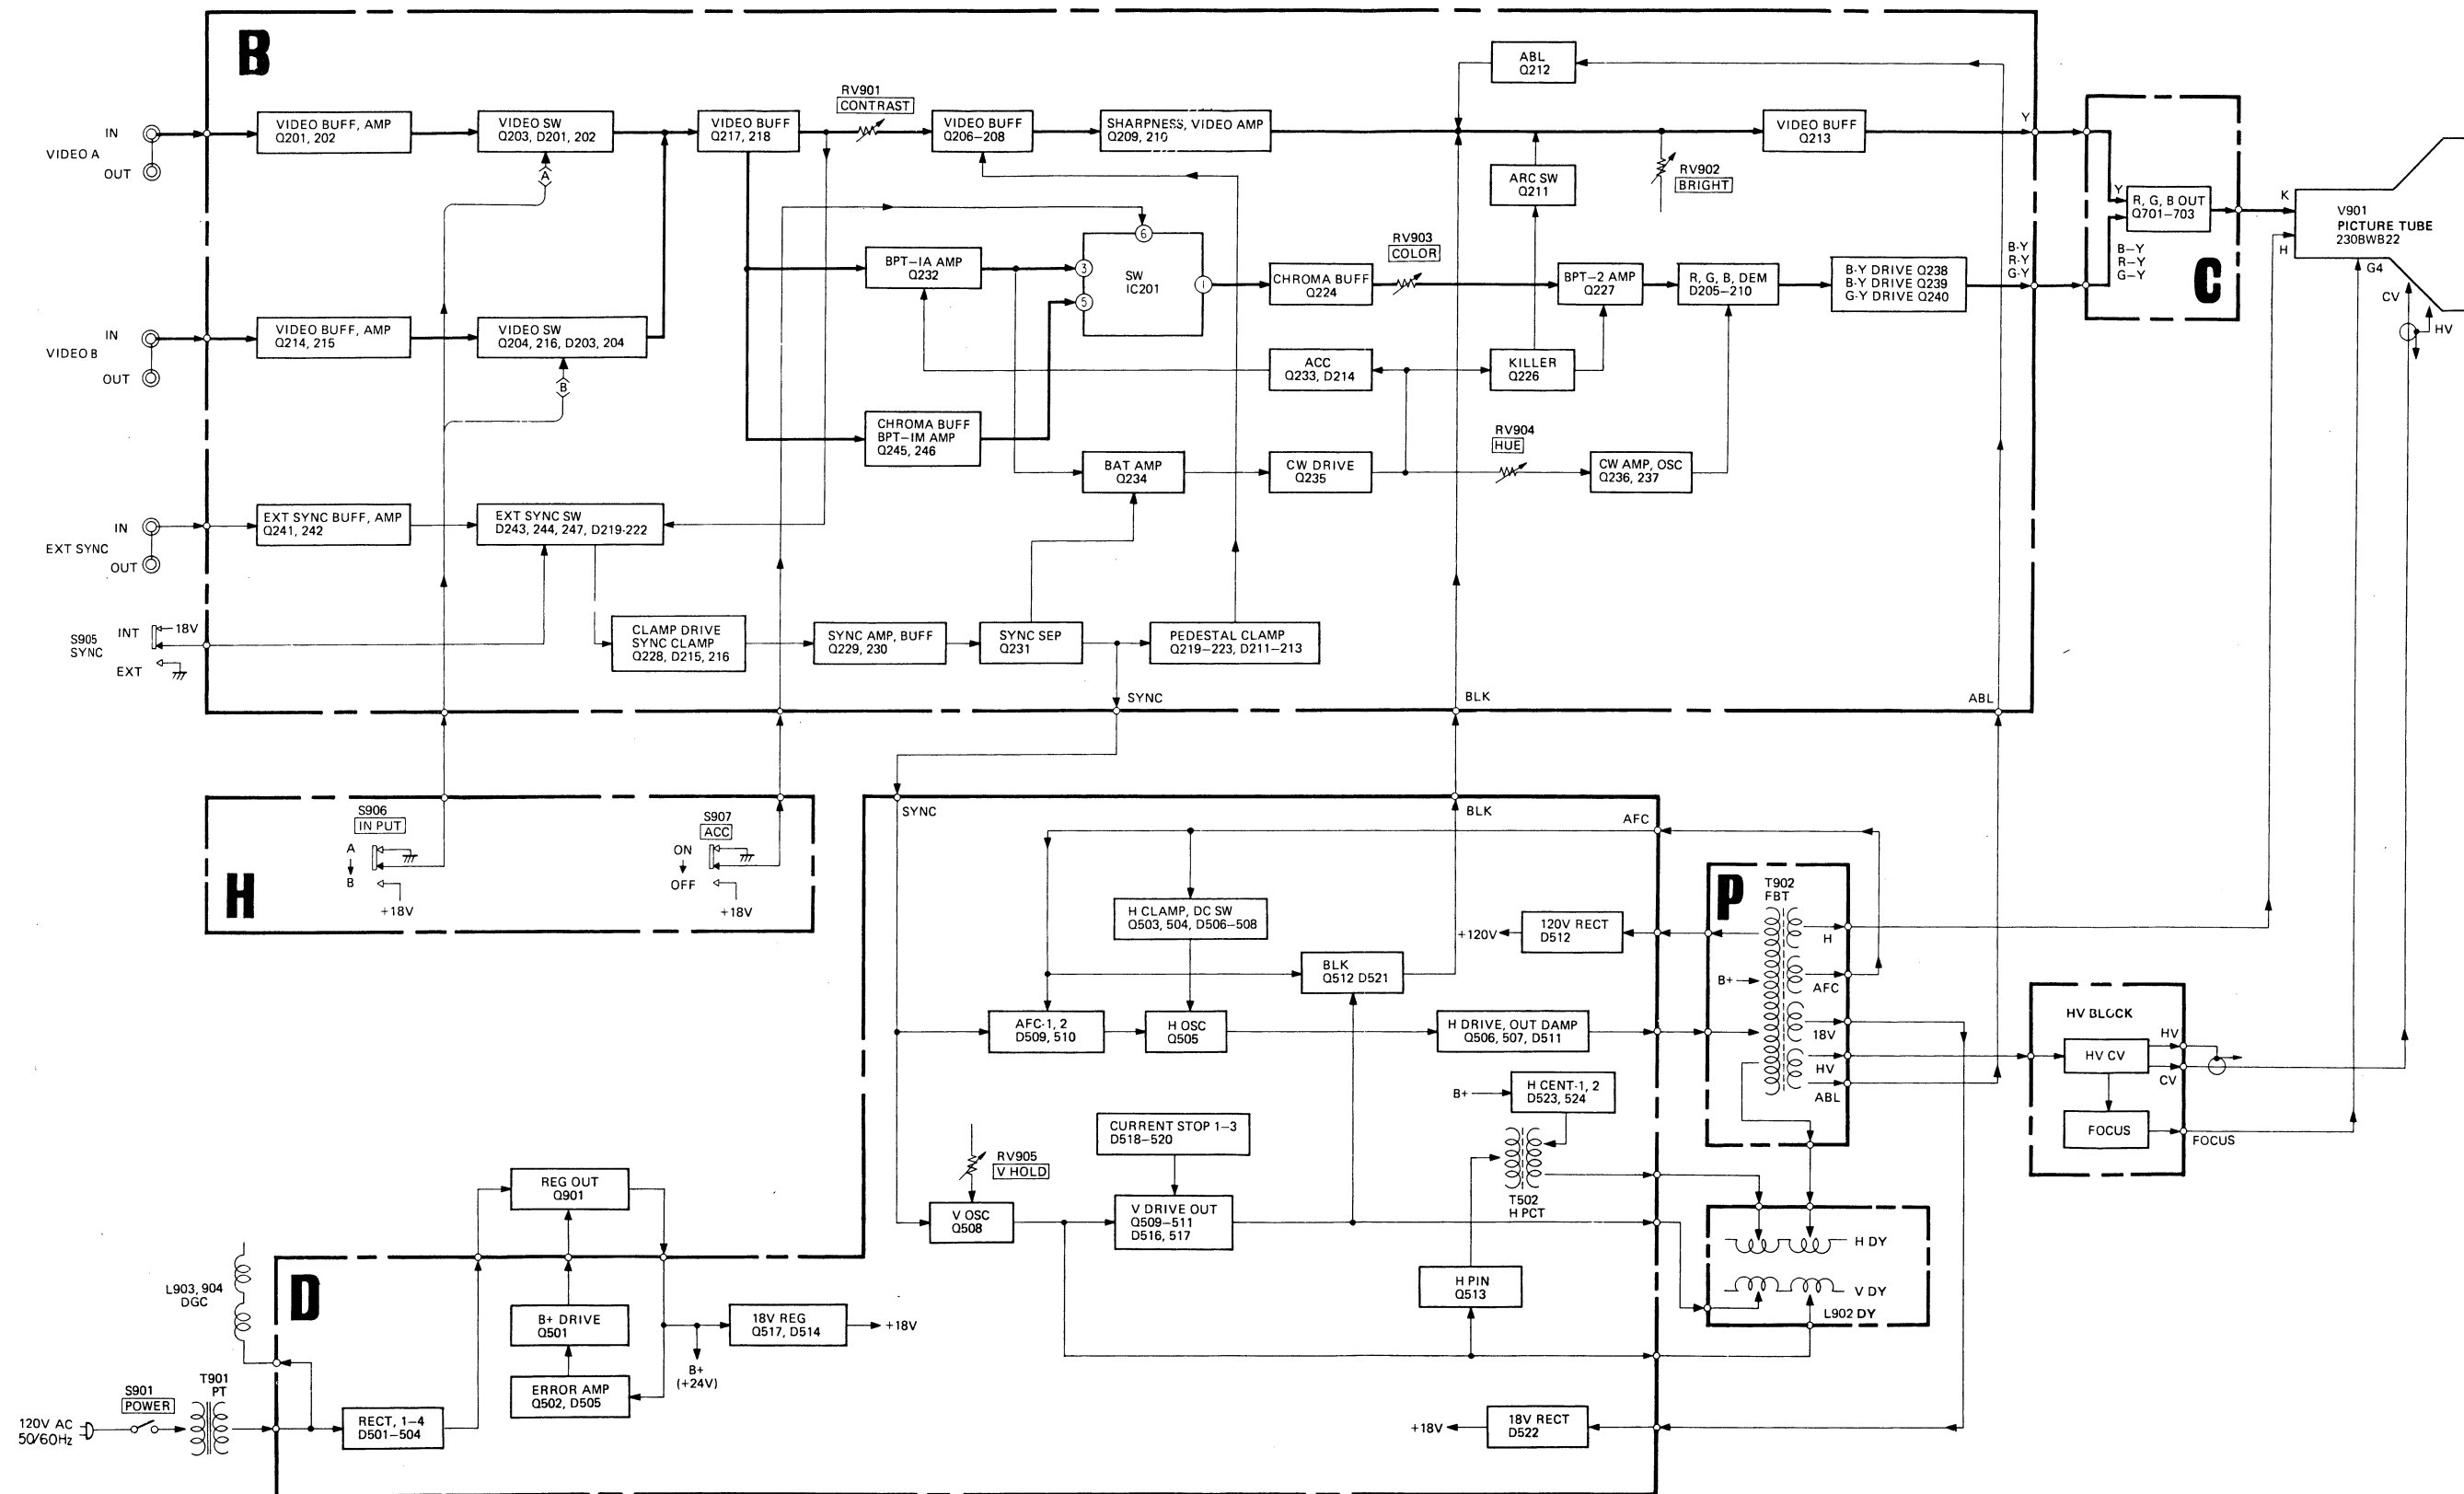 B
ABL
Q212
RV901
CONTRAST
IN
VIDEO A
OUT
VIDEO BUFF, AMP
Q201, 202
VIDEO SW
Q203, D201, 202
A
VIDEO BUFF
Q217, 218
VIDEO BUFF
Q206–208
SHARPNESS, VIDEO AMP
Q209, 210
ARC SW
Q211
RV902
BRIGHT
VIDEO BUFF
Q213
Y
Y
R, G, B OUT
Q701–703
B–Y
R–Y
G–Y
C
K
H
V901
PICTURE TUBE
230BWB22
G4
CV
HV
BPT–IA AMP
Q232
6
3
5
1
SW
IC201
CHROMA BUFF
Q224
RV903
COLOR
BPT–2 AMP
Q227
R, G, B, DEM
D205–210
B-Y DRIVE Q238
B-Y DRIVE Q239
G-Y DRIVE Q240
B-Y
R-Y
G-Y
IN
VIDEO B
OUT
VIDEO BUFF, AMP
Q214, 215
VIDEO SW
Q204, 216, D203, 204
B
ACC
Q233, D214
KILLER
Q226
CHROMA BUFF
BPT–1M AMP
Q245, 246
BAT AMP
Q234
CW DRIVE
Q235
RV904
HUE
CW AMP, OSC
Q236, 237
IN
EXT SYNC
OUT
EXT SYNC BUFF, AMP
Q241, 242
EXT SYNC SW
D243, 244, 247, D219-222
S905
SYNC
INT
18V
EXT
CLAMP DRIVE
SYNC CLAMP
Q228, D215, 216
SYNC AMP, BUFF
Q229, 230
SYNC SEP
Q231
PEDESTAL CLAMP
Q219–223, D211–213
SYNC
BLK
ABL
H
S906
IN PUT
A
B
+18V
S907
ACC
ON
OFF
+18V
SYNC
BLK
AFC
H CLAMP, DC SW
Q503, 504, D506–508
+120V
120V RECT
D512
BLK
Q512 D521
AFC-1, 2
D509, 510
H OSC
Q505
H DRIVE, OUT DAMP
Q506, 507, D511
B+
H CENT-1, 2
D523, 524
CURRENT STOP 1–3
D518–520
RV905
V HOLD
V OSC
Q508
V DRIVE OUT
Q509–511
D516, 517
T502
H PCT
H PIN
Q513
P
T902
FBT
H
B+
AFC
18V
HV
ABL
HV BLOCK
HV CV
HV
CV
FOCUS
FOCUS
H DY
V DY
L902 DY
D
REG OUT
Q901
B+ DRIVE
Q501
ERROR AMP
Q502, D505
18V REG
Q517, D514
+18V
B+
(+24V)
L903, 904
DGC
120V AC
50/60Hz
S901
POWER
T901
PT
RECT, 1–4
D501–504
+18V
18V RECT
D522